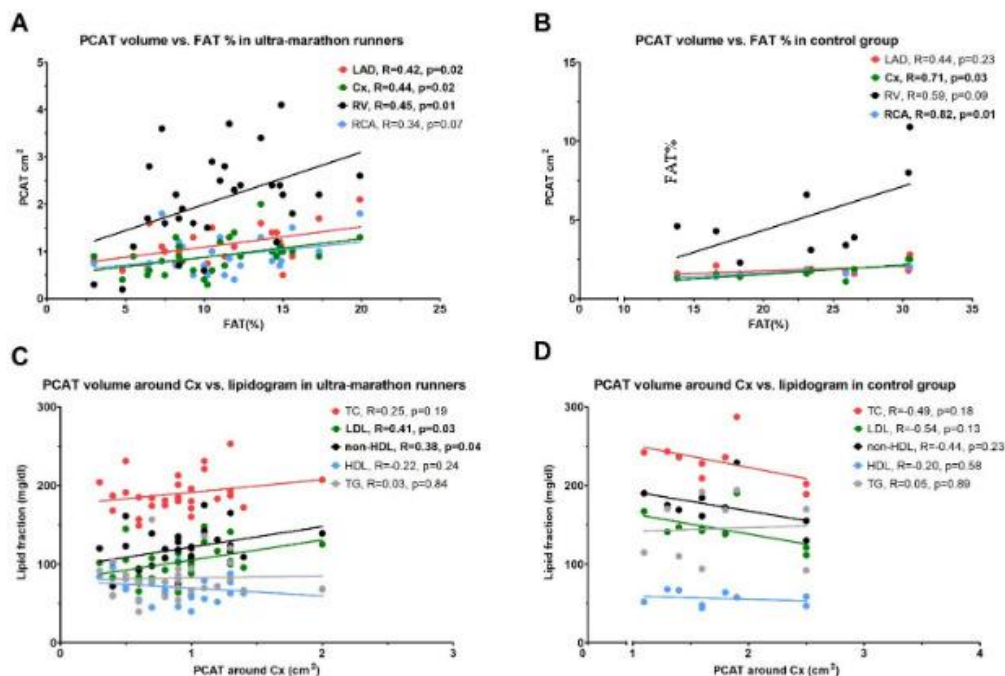 A
PCAT volume vs. FAT % in ultra-marathon runners
LAD, R=0.42, p=0.02
Cx, R=0.44, p=0.02
RV, R=0.45, p=0.01
RCA, R=0.34, p=0.07
PCAT cm²
5
4
3
2
1
0
0 5 10 15 20 25
FAT(%)
B
PCAT volume vs. FAT % in control group
LAD, R=0.44, p=0.23
Cx, R=0.71, p=0.03
RV, R=0.59, p=0.09
RCA, R=0.82, p=0.01
PCAT cm²
FAT%
15
10
5
0
0 10 15 20 25 30 35
FAT(%)
C
PCAT volume around Cx vs. lipidogram in ultra-marathon runners
TC, R=0.25, p=0.19
LDL, R=0.41, p=0.03
non-HDL, R=0.38, p=0.04
HDL, R=-0.22, p=0.24
TG, R=0.03, p=0.84
Lipid fraction (mg/dl)
300
200
100
0
0 1 2 3
PCAT around Cx (cm²)
D
PCAT volume around Cx vs. lipidogram in control group
TC, R=-0.49, p=0.18
LDL, R=-0.54, p=0.13
non-HDL, R=-0.44, p=0.23
HDL, R=-0.20, p=0.58
TG, R=0.05, p=0.89
Lipid fraction (mg/dl)
300
200
100
0
0 1 2 3 4
PCAT around Cx (cm²)